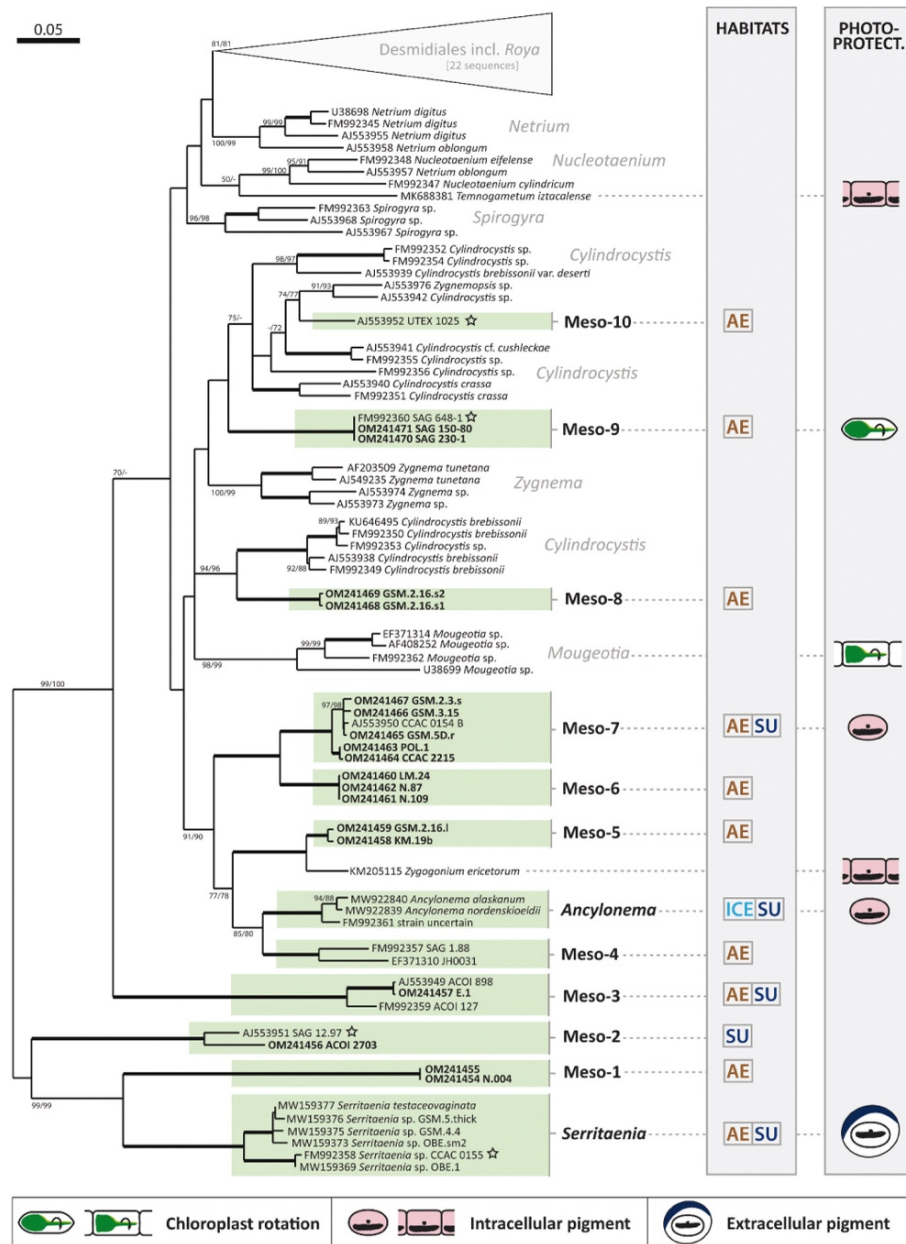 0.05
HABITATS
PHOTO-
PROTECT.
81/81
Desmidiales incl. Roya
[22 sequences]
U38698 Netrium digitus
FM992345 Netrium digitus
99/99
AJ553955 Netrium digitus
Netrium
100/99
AJ553958 Netrium oblongum
95/91
FM992348 Nucleotaenium eifelense
99/100
AJ553957 Netrium oblongum
Nucleotaenium
50/-
FM992347 Nucleotaenium cylindricum
MK688381 Temnogametum iztacalense
FM992363 Spirogyra sp.
96/98
AJ553968 Spirogyra sp.
Spirogyra
AJ553967 Spirogyra sp.
FM992352 Cylindrocystis sp.
98/97
FM992354 Cylindrocystis sp.
Cylindrocystis
AJ553939 Cylindrocystis brebissonii var. deserti
91/93
AJ553976 Zygnemopsis sp.
74/77
AJ553942 Cylindrocystis sp.
75/-
AJ553952 UTEX 1025
Meso-10
AE
-/72
AJ553941 Cylindrocystis cf. cushleckae
FM992355 Cylindrocystis sp.
FM992356 Cylindrocystis sp.
Cylindrocystis
AJ553940 Cylindrocystis crassa
FM992351 Cylindrocystis crassa
FM992360 SAG 648-1
OM241471 SAG 150-80
Meso-9
AE
OM241470 SAG 230-1
70/-
AF203509 Zygnema tunetana
AJ549235 Zygnema tunetana
Zygnema
100/99
AJ553974 Zygnema sp.
AJ553973 Zygnema sp.
89/93
KU646495 Cylindrocystis brebissonii
FM992350 Cylindrocystis brebissonii
FM992353 Cylindrocystis sp.
Cylindrocystis
AJ553938 Cylindrocystis brebissonii
94/96
92/88
FM992349 Cylindrocystis brebissonii
OM241469 GSM.2.16.s2
Meso-8
AE
OM241468 GSM.2.16.s1
EF371314 Mougeotia sp.
99/99
AF408252 Mougeotia sp.
Mougeotia
98/99
FM992362 Mougeotia sp.
U38699 Mougeotia sp.
99/100
OM241467 GSM.2.3.s
97/98
OM241466 GSM.3.15
AJ553950 CCAC 0154 B
Meso-7
AE
SU
OM241465 GSM.5D.r
OM241463 POL.1
OM241464 CCAC 2215
OM241460 LM.24
OM241462 N.87
Meso-6
AE
OM241461 N.109
91/90
OM241459 GSM.2.16.l
Meso-5
AE
OM241458 KM.19b
77/78
KM205115 Zygogonium ericetorum
94/88
MW922840 Ancylonema alaskanum
MW922839 Ancylonema nordenskioeldii
Ancylonema
ICE
SU
FM992361 strain uncertain
85/80
FM992357 SAG 1.88
Meso-4
AE
EF371310 JH0031
AJ553949 ACOI 898
OM241457 E.1
Meso-3
AE
SU
FM992359 ACOI 127
AJ553951 SAG 12.97
Meso-2
SU
OM241456 ACOI 2703
99/99
OM241455
Meso-1
AE
OM241454 N.004
MW159377 Serritaenia testaceovaginata
MW159376 Serritaenia sp. GSM.5.thick
MW159375 Serritaenia sp. GSM.4.4
Serritaenia
AE
SU
MW159373 Serritaenia sp. OBE.sm2
FM992358 Serritaenia sp. CCAC 0155
MW159369 Serritaenia sp. OBE.1
Chloroplast rotation
Intracellular pigment
Extracellular pigment